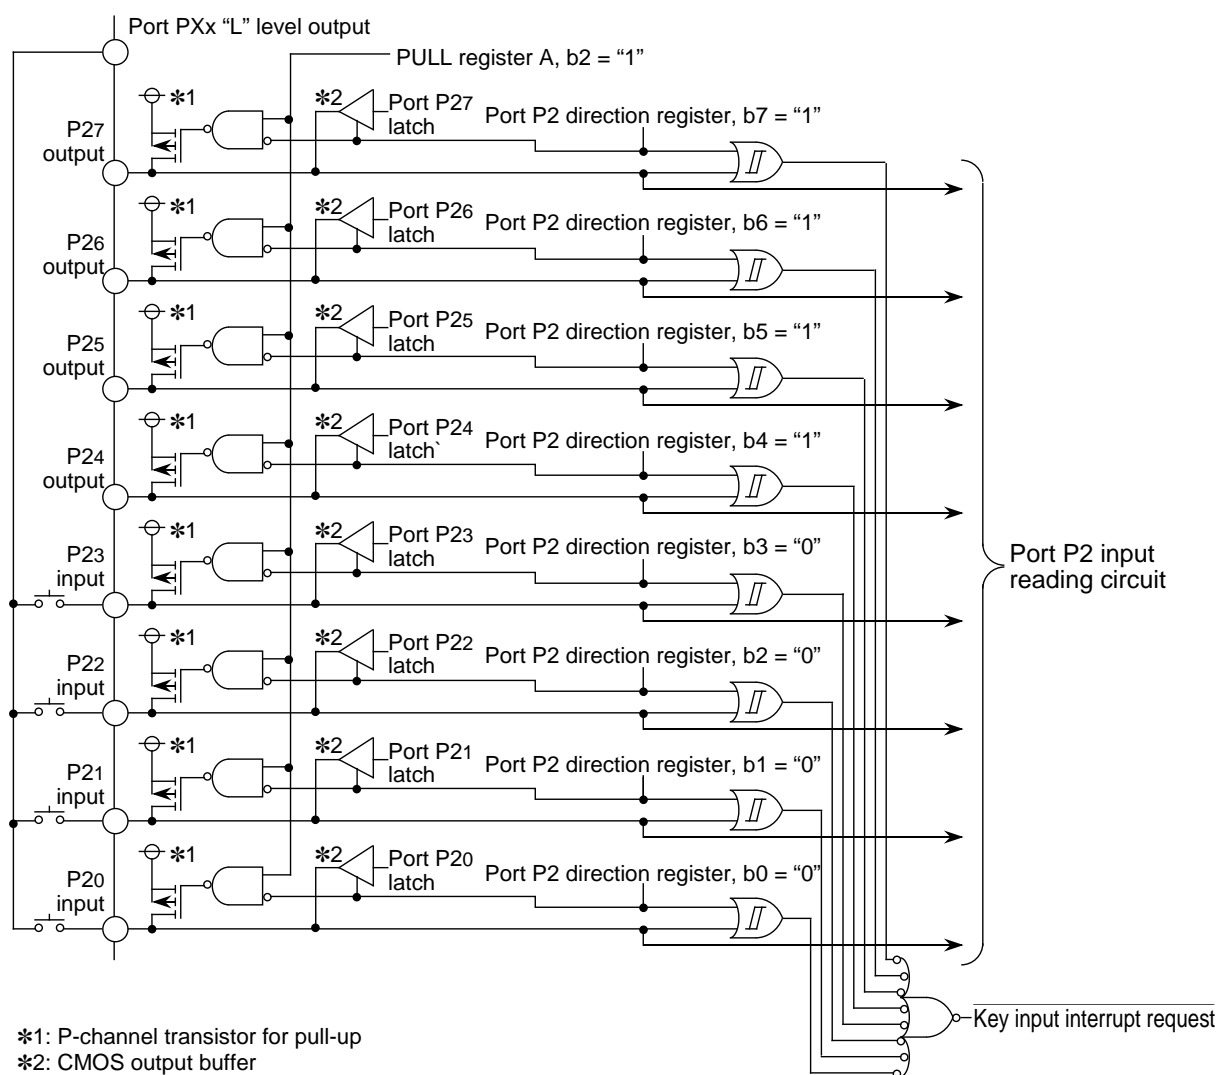 Port PXx “L” level output
PULL register A, b2 = “1”
✻1
✻2
Port P27
latch
Port P2 direction register, b7 = “1”
P27
output
✻1
✻2
Port P26
latch
Port P2 direction register, b6 = “1”
P26
output
✻1
✻2
Port P25
latch
Port P2 direction register, b5 = “1”
P25
output
✻1
✻2
Port P24
latch`
Port P2 direction register, b4 = “1”
P24
output
✻1
✻2
Port P23
latch
Port P2 direction register, b3 = “0”
P23
input
Port P2 input
reading circuit
✻1
✻2
Port P22
latch
Port P2 direction register, b2 = “0”
P22
input
✻1
✻2
Port P21
latch
Port P2 direction register, b1 = “0”
P21
input
✻1
✻2
Port P20
latch
Port P2 direction register, b0 = “0”
P20
input
Key input interrupt request
✻1: P-channel transistor for pull-up
✻2: CMOS output buffer